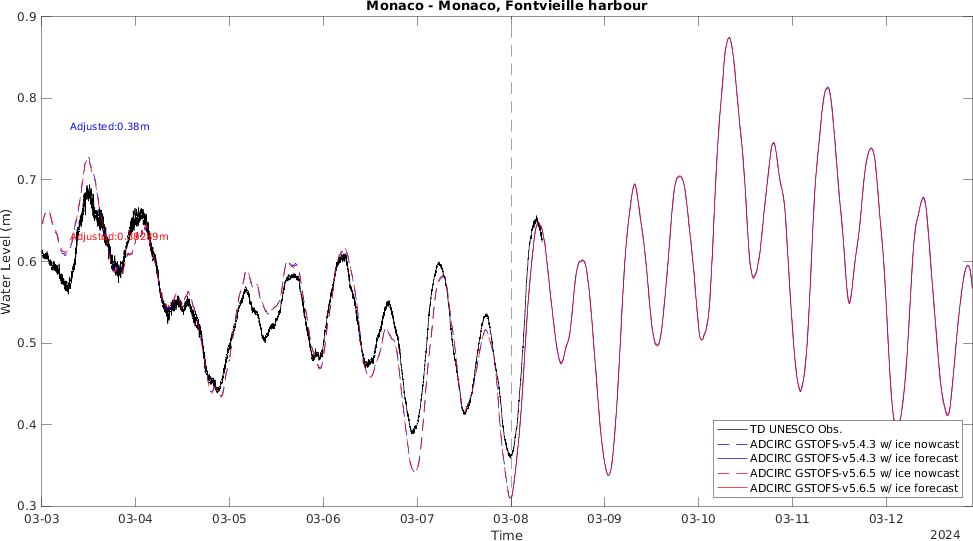 Monaco - Monaco, Fontvieille harbour
0.9
0.8
0.7
0.6
0.5
0.4
0.3
Water Level (m)
Adjusted:0.38m
TD UNESCO Obs.
ADCIRC GSTOFS-v5.4.3 w/ ice nowcast
ADCIRC GSTOFS-v5.4.3 w/ ice forecast
ADCIRC GSTOFS-v5.6.5 w/ ice nowcast
ADCIRC GSTOFS-v5.6.5 w/ ice forecast
03-03 03-04 03-05 03-06 03-07 03-08 03-09 03-10 03-11 03-12
Time
2024